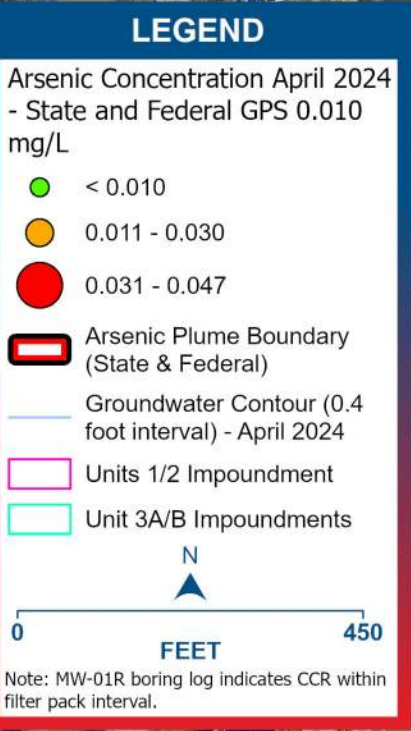 LEGEND
Arsenic Concentration April 2024
- State and Federal GPS 0.010
mg/L
< 0.010
0.011 - 0.030
0.031 - 0.047
Arsenic Plume Boundary
(State & Federal)
Groundwater Contour (0.4
foot interval) - April 2024
Units 1/2 Impoundment
Unit 3A/B Impoundments
N
0 450
FEET
Note: MW-01R boring log indicates CCR within
filter pack interval.